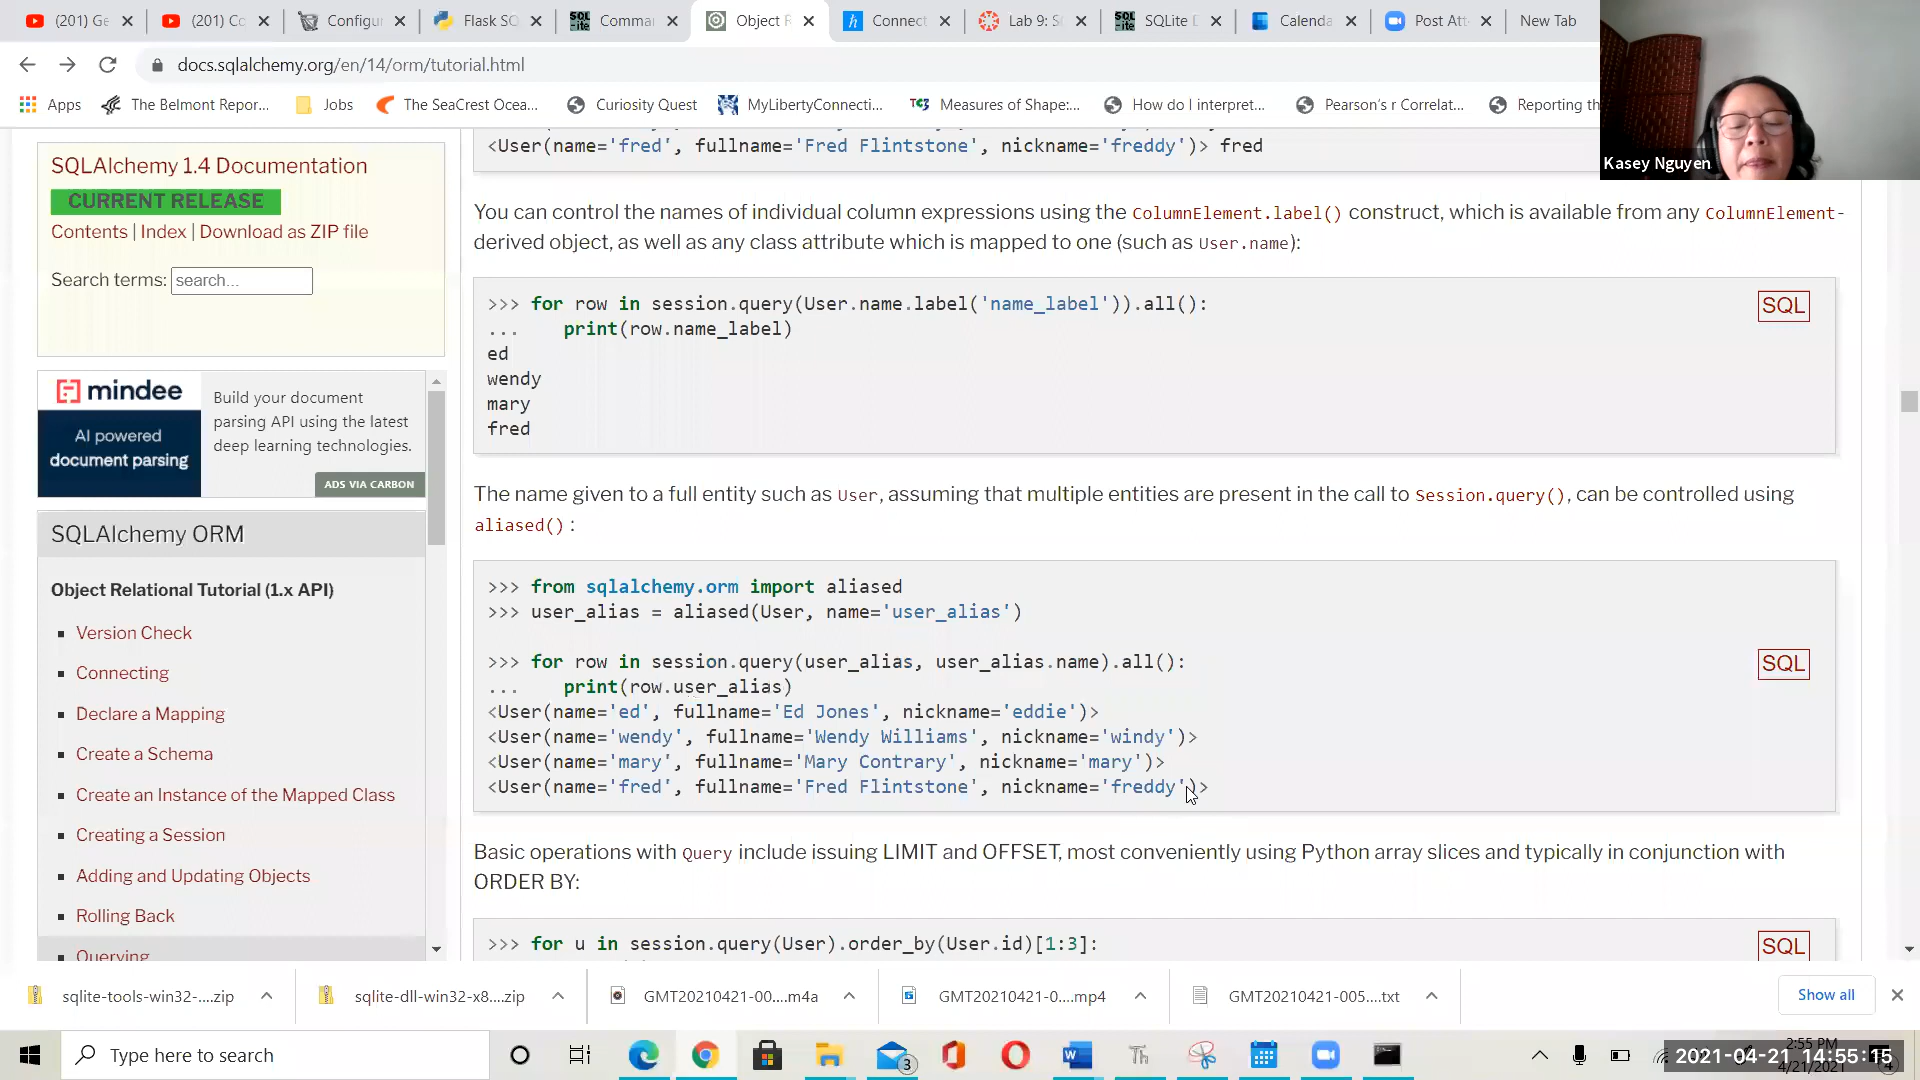 (201) Ge
(201) Co
Configur
Flask SQ
Comman
Object R
Connect
Lab 9: S
SQLite D
Calenda
Post Att
New Tab
docs.sqlalchemy.org/en/14/orm/tutorial.html
Apps
The Belmont Repor...
Jobs
The SeaCrest Ocea...
Curiosity Quest
MyLibertyConnecti...
Measures of Shape:...
How do I interpret...
Pearson's r Correlat...
Reporting th
Kasey Nguyen
SQLAlchemy 1.4 Documentation
CURRENT RELEASE
Contents | Index | Download as ZIP file
Search terms: search...
mindee
AI powered
document parsing
Build your document
parsing API using the latest
deep learning technologies.
ADS VIA CARBON
SQLAlchemy ORM
Object Relational Tutorial (1.x API)
Version Check
Connecting
Declare a Mapping
Create a Schema
Create an Instance of the Mapped Class
Creating a Session
Adding and Updating Objects
Rolling Back
Querying
<User(name='fred', fullname='Fred Flintstone', nickname='freddy')> fred
You can control the names of individual column expressions using the ColumnElement.label() construct, which is available from any ColumnElement-
derived object, as well as any class attribute which is mapped to one (such as User.name):
>>> for row in session.query(User.name.label('name_label')).all():
SQL
... print(row.name_label)
ed
wendy
mary
fred
The name given to a full entity such as User, assuming that multiple entities are present in the call to Session.query(), can be controlled using
aliased() :
>>> from sqlalchemy.orm import aliased
>>> user_alias = aliased(User, name='user_alias')
>>> for row in session.query(user_alias, user_alias.name).all():
SQL
... print(row.user_alias)
<User(name='ed', fullname='Ed Jones', nickname='eddie')>
<User(name='wendy', fullname='Wendy Williams', nickname='windy')>
<User(name='mary', fullname='Mary Contrary', nickname='mary')>
<User(name='fred', fullname='Fred Flintstone', nickname='freddy')>
Basic operations with Query include issuing LIMIT and OFFSET, most conveniently using Python array slices and typically in conjunction with
ORDER BY:
>>> for u in session.query(User).order_by(User.id)[1:3]:
SQL
sqlite-tools-win32-....zip
sqlite-dll-win32-x8....zip
GMT20210421-00....m4a
GMT20210421-0....mp4
GMT20210421-005....txt
Show all
Type here to search
3
2:55 PM
2021-04-21 14:55:15